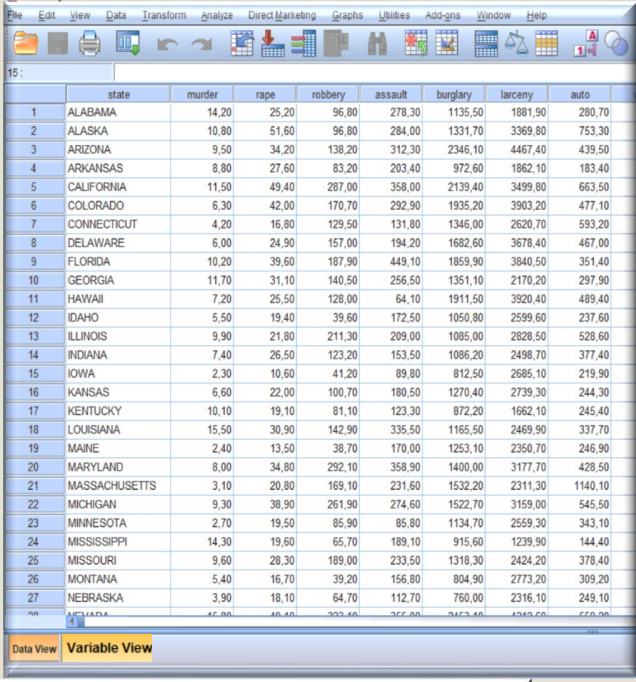 File Edit View Data Transform Analyze Direct Marketing Graphs Utilities Add-ons Window Help
15 :
state murder rape robbery assault burglary larceny auto
1 ALABAMA 14,20 25,20 96,80 278,30 1135,50 1881,90 280,70
2 ALASKA 10,80 51,60 96,80 284,00 1331,70 3369,80 753,30
3 ARIZONA 9,50 34,20 138,20 312,30 2346,10 4467,40 439,50
4 ARKANSAS 8,80 27,60 83,20 203,40 972,60 1862,10 183,40
5 CALIFORNIA 11,50 49,40 287,00 358,00 2139,40 3499,80 663,50
6 COLORADO 6,30 42,00 170,70 292,90 1935,20 3903,20 477,10
7 CONNECTICUT 4,20 16,80 129,50 131,80 1346,00 2620,70 593,20
8 DELAWARE 6,00 24,90 157,00 194,20 1682,60 3678,40 467,00
9 FLORIDA 10,20 39,60 187,90 449,10 1859,90 3840,50 351,40
10 GEORGIA 11,70 31,10 140,50 256,50 1351,10 2170,20 297,90
11 HAWAII 7,20 25,50 128,00 64,10 1911,50 3920,40 489,40
12 IDAHO 5,50 19,40 39,60 172,50 1050,80 2599,60 237,60
13 ILLINOIS 9,90 21,80 211,30 209,00 1085,00 2828,50 528,60
14 INDIANA 7,40 26,50 123,20 153,50 1086,20 2498,70 377,40
15 IOWA 2,30 10,60 41,20 89,80 812,50 2685,10 219,90
16 KANSAS 6,60 22,00 100,70 180,50 1270,40 2739,30 244,30
17 KENTUCKY 10,10 19,10 81,10 123,30 872,20 1662,10 245,40
18 LOUISIANA 15,50 30,90 142,90 335,50 1165,50 2469,90 337,70
19 MAINE 2,40 13,50 38,70 170,00 1253,10 2350,70 246,90
20 MARYLAND 8,00 34,80 292,10 358,90 1400,00 3177,70 428,50
21 MASSACHUSETTS 3,10 20,80 169,10 231,60 1532,20 2311,30 1140,10
22 MICHIGAN 9,30 38,90 261,90 274,60 1522,70 3159,00 545,50
23 MINNESOTA 2,70 19,50 85,90 85,80 1134,70 2559,30 343,10
24 MISSISSIPPI 14,30 19,60 65,70 189,10 915,60 1239,90 144,40
25 MISSOURI 9,60 28,30 189,00 233,50 1318,30 2424,20 378,40
26 MONTANA 5,40 16,70 39,20 156,80 804,90 2773,20 309,20
27 NEBRASKA 3,90 18,10 64,70 112,70 760,00 2316,10 249,10
Data View Variable View